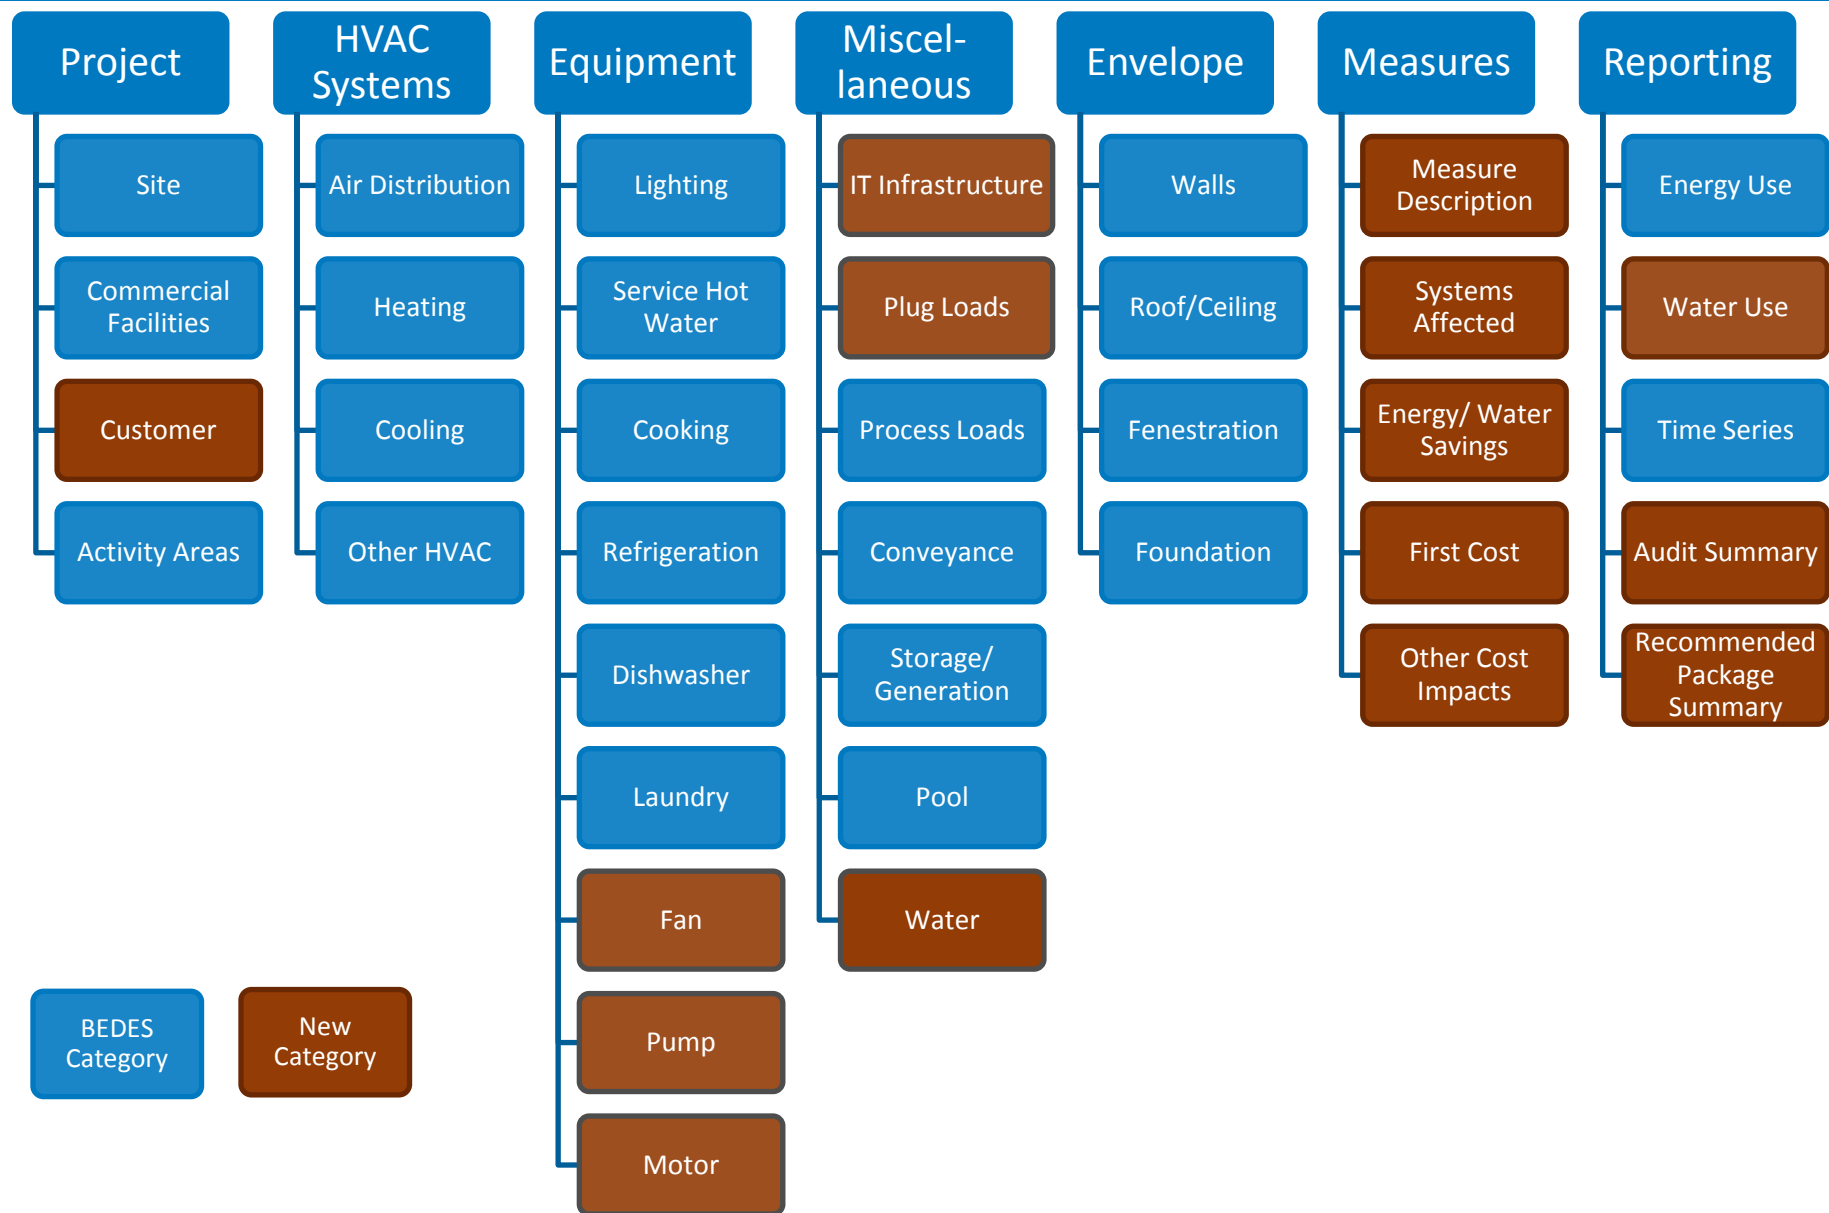 Project
Site
Commercial
Facilities
Customer
Activity Areas
HVAC
Systems
Air Distribution
Heating
Cooling
Other HVAC
Equipment
Lighting
Service Hot
Water
Cooking
Refrigeration
Dishwasher
Laundry
Fan
Pump
Motor
Miscel-
laneous
IT Infrastructure
Plug Loads
Process Loads
Conveyance
Storage/
Generation
Pool
Water
Envelope
Walls
Roof/Ceiling
Fenestration
Foundation
Measures
Measure
Description
Systems
Affected
Energy/ Water
Savings
First Cost
Other Cost
Impacts
Reporting
Energy Use
Water Use
Time Series
Audit Summary
Recommended
Package
Summary
BEDES
Category
New
Category